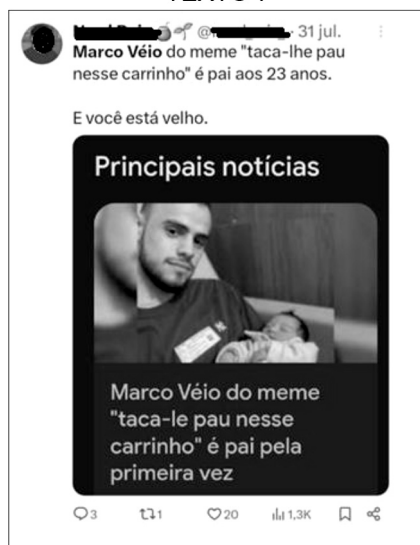 @ · 31 jul.
Marco Véio do meme "taca-lhe pau
nesse carrinho" é pai aos 23 anos.
E você está velho.
Principais notícias
Marco Véio do meme
"taca-le pau nesse
carrinho" é pai pela
primeira vez
3 1 20 1,3K